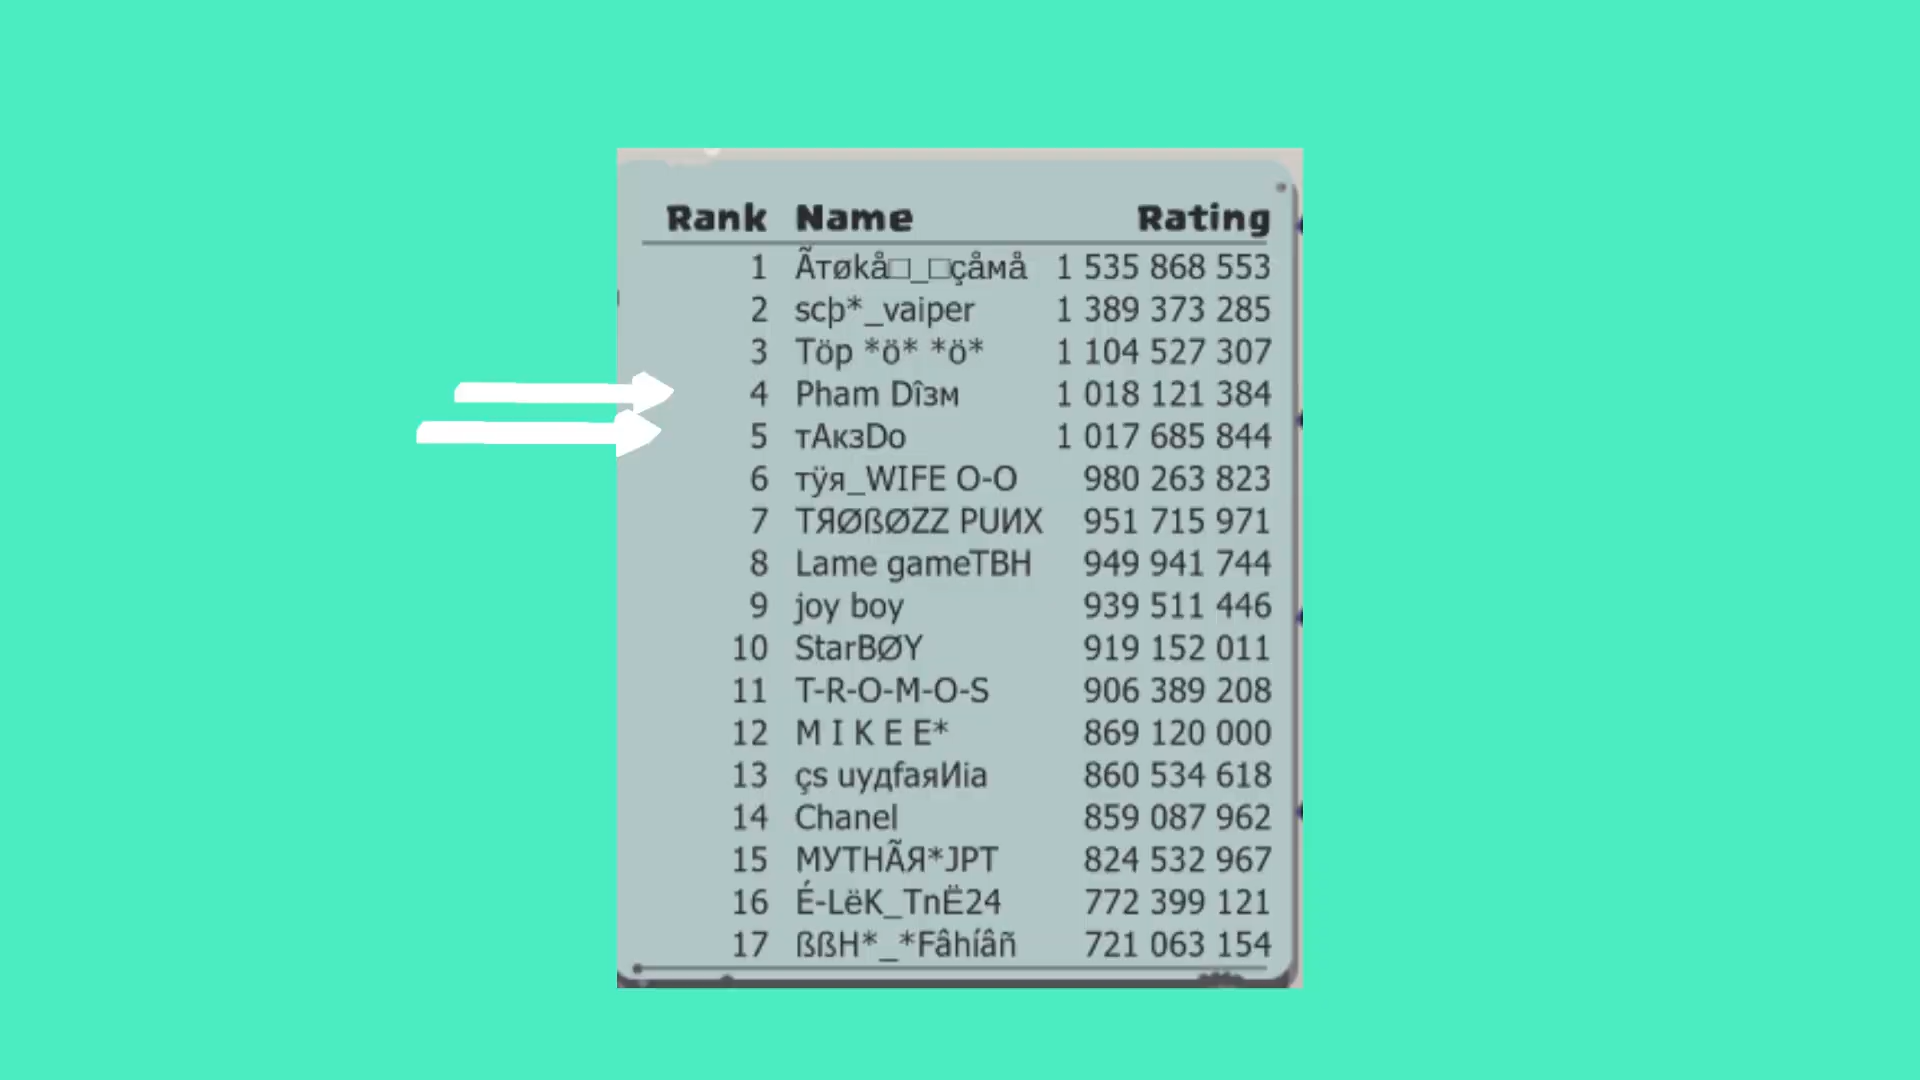 Rank Name Rating
1 Ãтøkå□_□çåмå 1 535 868 553
2 scþ*_vaiper 1 389 373 285
3 Töp *ö* *ö* 1 104 527 307
4 Pham Dîзм 1 018 121 384
5 тАкзDo 1 017 685 844
6 тÿя_WIFE O-O 980 263 823
7 TЯØßØZZ PUИX 951 715 971
8 Lame gameTBH 949 941 744
9 joy boy 939 511 446
10 StarBØY 919 152 011
11 T-R-O-M-O-S 906 389 208
12 M I K E E* 869 120 000
13 çs uyдfaяИia 860 534 618
14 Chanel 859 087 962
15 МУТHÃЯ*JPT 824 532 967
16 É-LëK_TnË24 772 399 121
17 ßßH*_*Fâhíâñ 721 063 154